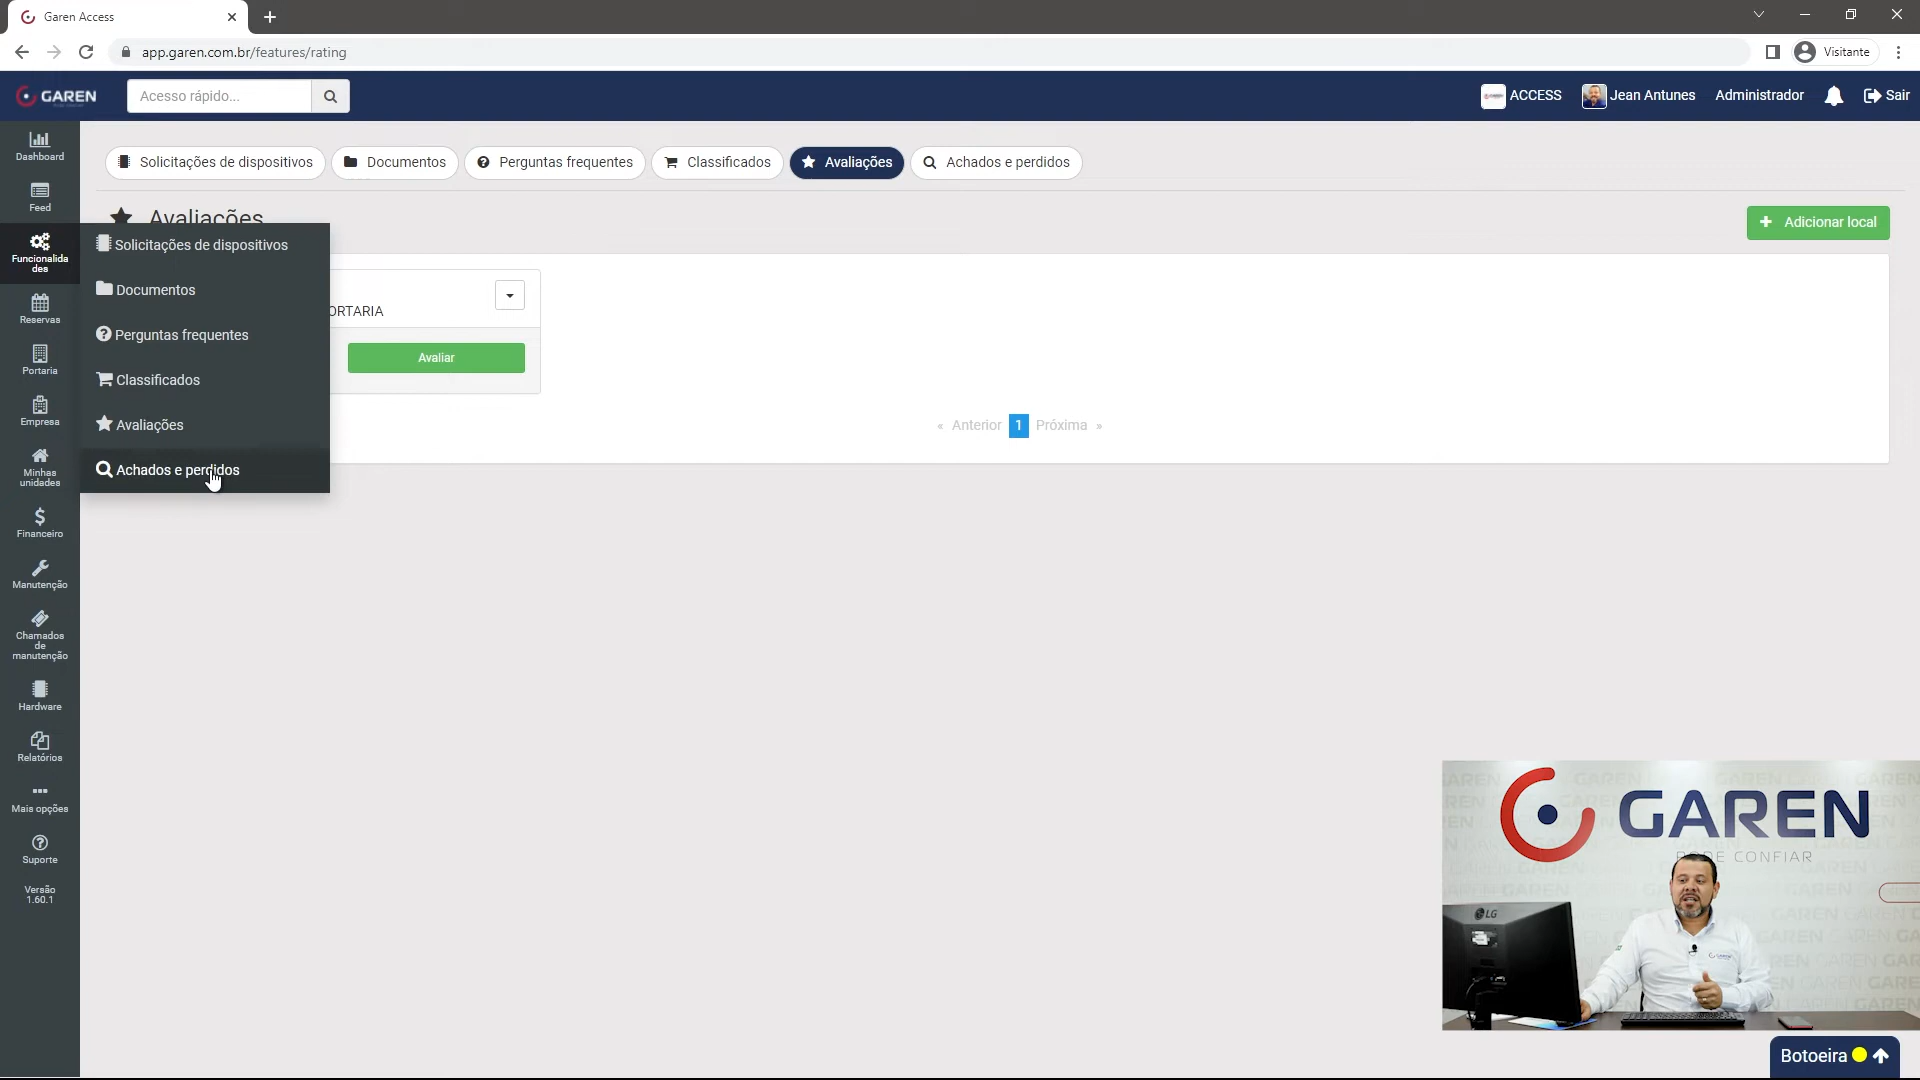 Garen Access
app.garen.com.br/features/rating
Visitante
GAREN
Acesso rápido...
ACCESS
Jean Antunes
Administrador
Sair
Dashboard
Feed
Funcionalida
des
Reservas
Portaria
Empresa
Minhas
unidades
Financeiro
Manutenção
Chamados
de
manutenção
Hardware
Relatórios
Mais opções
Suporte
Versão
1.60.1
Solicitações de dispositivos
Documentos
Perguntas frequentes
Classificados
Avaliações
Achados e perdidos
Avaliações
Adicionar local
Solicitações de dispositivos
Documentos
Perguntas frequentes
Classificados
Avaliações
Achados e perdidos
ORTARIA
Avaliar
« Anterior 1 Próxima »
GAREN
PODE CONFIAR
LG
Botoeira